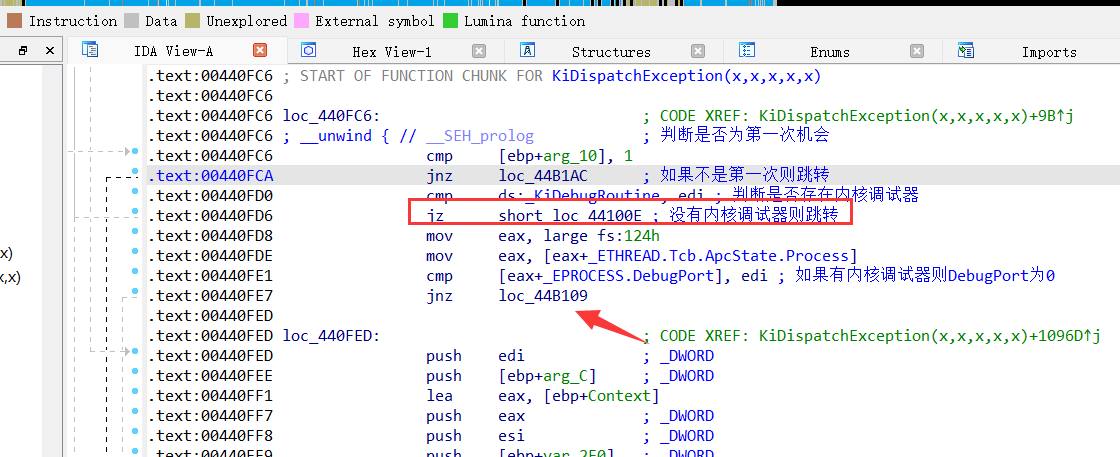 Instruction Data Unexplored External symbol Lumina function
IDA View-A Hex View-1 Structures Enums Imports
.text:00440FC6 ; START OF FUNCTION CHUNK FOR KiDispatchException(x,x,x,x,x)
.text:00440FC6
.text:00440FC6 loc_440FC6: ; CODE XREF: KiDispatchException(x,x,x,x,x)+9B↑j
.text:00440FC6 ; __unwind { // __SEH_prolog ; 判断是否为第一次机会
.text:00440FC6 cmp [ebp+arg_10], 1
.text:00440FCA jnz loc_44B1AC ; 如果不是第一次则跳转
.text:00440FD0 cmp ds:_KiDebugRoutine, edi ; 判断是否存在内核调试器
.text:00440FD6 jz short loc_44100E ; 没有内核调试器则跳转
.text:00440FD8 mov eax, large fs:124h
x)
.text:00440FDE mov eax, [eax+_ETHREAD.Tcb.ApcState.Process]
x,x)
.text:00440FE1 cmp [eax+_EPROCESS.DebugPort], edi ; 如果有内核调试器则DebugPort为0
.text:00440FE7 jnz loc_44B109
.text:00440FED
.text:00440FED loc_440FED: ; CODE XREF: KiDispatchException(x,x,x,x,x)+1096D↑j
.text:00440FED push edi ; _DWORD
.text:00440FEE push [ebp+arg_C] ; _DWORD
.text:00440FF1 lea eax, [ebp+Context]
.text:00440FF7 push eax ; _DWORD
.text:00440FF8 push esi ; _DWORD
.text:00440FF9 push [ebp+var_2F0] ; _DWORD